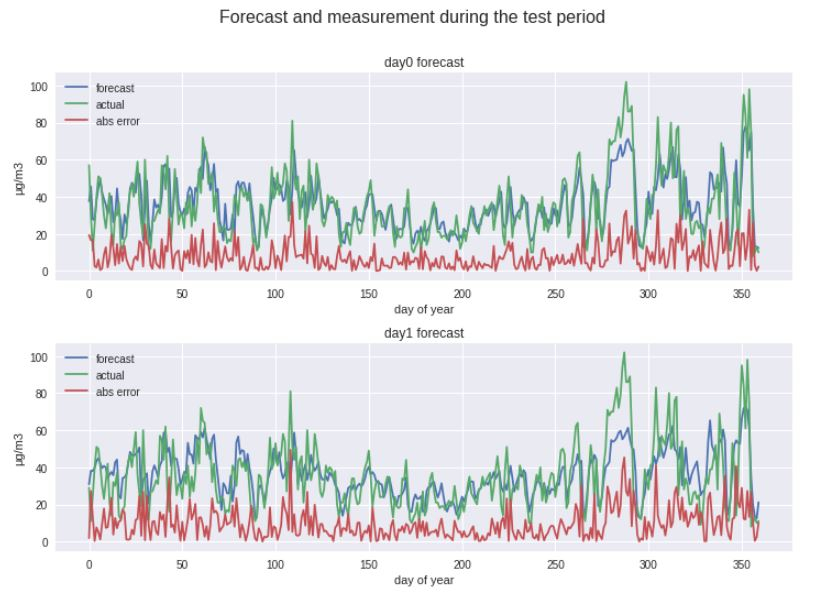 Forecast and measurement during the test period
day0 forecast
forecast
actual
abs error
µg/m3
100
80
60
40
20
0
0 50 100 150 200 250 300 350
day of year
day1 forecast
forecast
actual
abs error
µg/m3
100
80
60
40
20
0
0 50 100 150 200 250 300 350
day of year